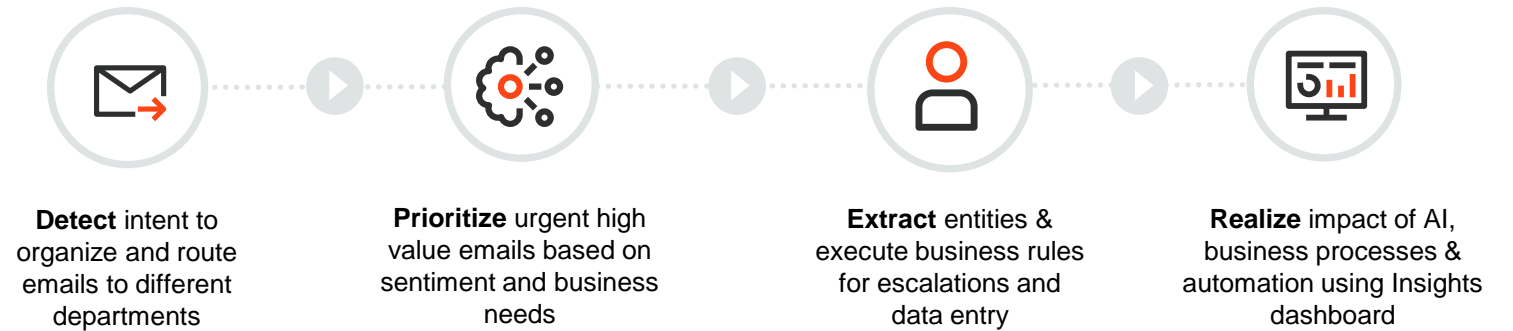 Detect intent to
organize and route
emails to different
departments
Prioritize urgent high
value emails based on
sentiment and business
needs
Extract entities &
execute business rules
for escalations and
data entry
Realize impact of AI,
business processes &
automation using Insights
dashboard